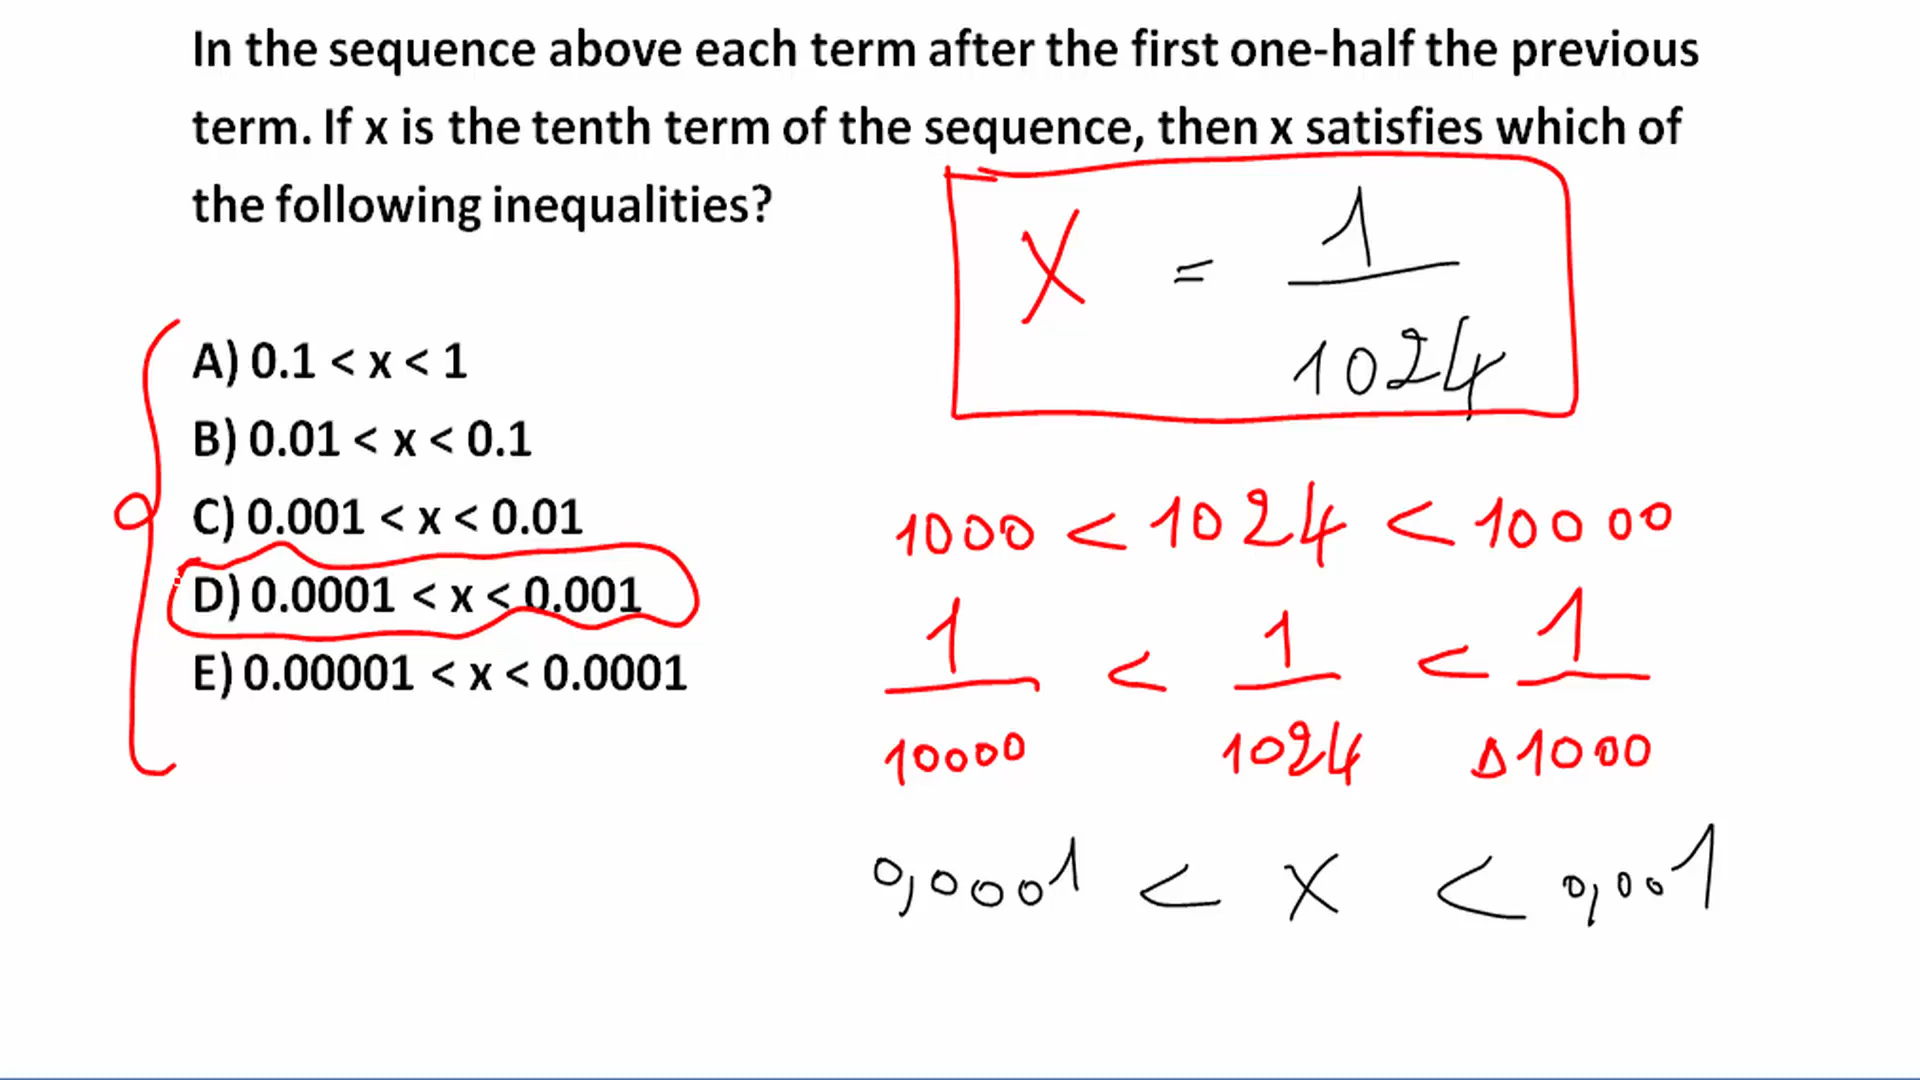 In the sequence above each term after the first one-half the previous
term. If x is the tenth term of the sequence, then x satisfies which of
the following inequalities?
X = 1/1024
A) 0.1 < x < 1
B) 0.01 < x < 0.1
C) 0.001 < x < 0.01
D) 0.0001 < x < 0.001
E) 0.00001 < x < 0.0001
1000 < 1024 < 10000
1/10000 < 1/1024 < 1/1000
0,0001 < x < 0,001